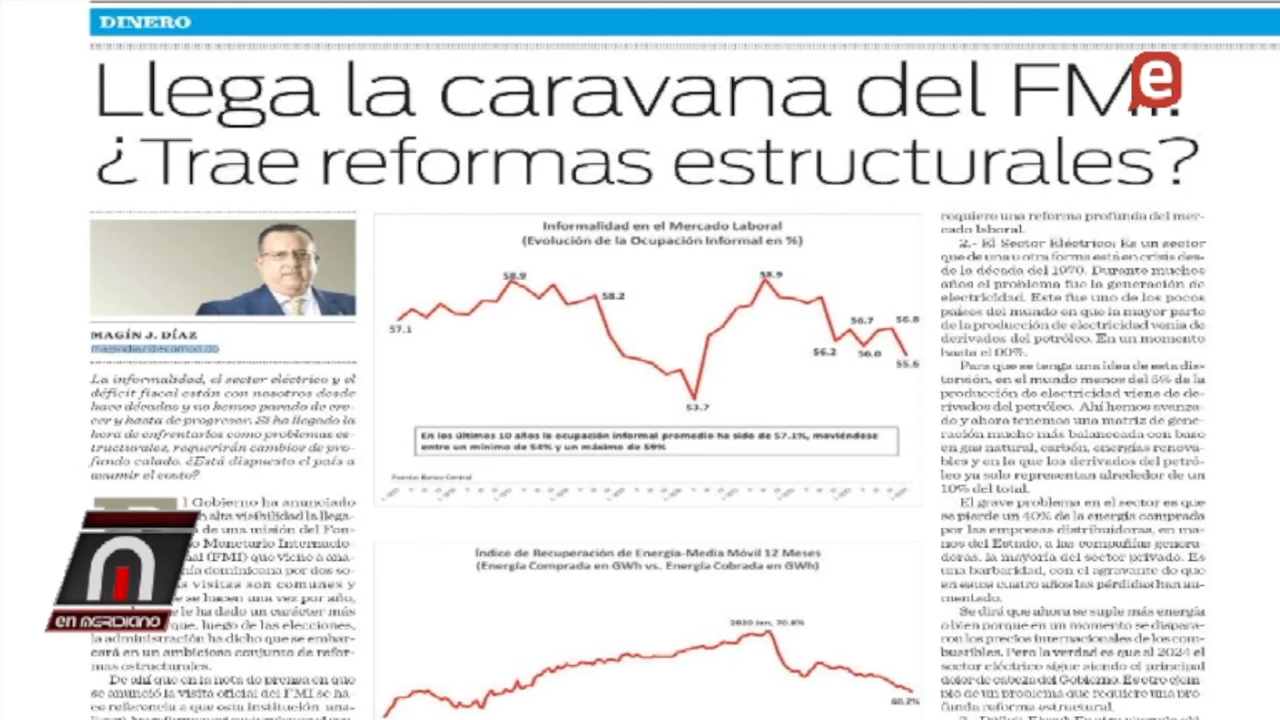 DINERO
e
Llega la caravana del FMI.
¿Trae reformas estructurales?
MAGÍN J. DÍAZ
La informalidad, el sector eléctrico y el
déficit fiscal están con nosotros desde
hace décadas y no hemos parado de cre-
cer y hasta de progresar. Si ha llegado la
hora de enfrentarlos como problemas es-
tructurales, requerirán cambios de pro-
fundo calado. ¿Está dispuesto el país a
asumir el costo?
l Gobierno ha anunciado
alta visibilidad la llega-
de una misión del Fon-
Monetario Internacio-
(FMI) que viene a ana-
dominicana por dos se-
visitas son comunes y
se hacen una vez por año,
le ha dado un carácter más
que, luego de las elecciones,
la administración ha dicho que se embar-
cará en un ambicioso conjunto de refor-
mas estructurales.
De ahí que en la nota de prensa en que
se anunció la visita oficial del FMI se ha-
ce referencia a que esta institución ana-
EN MERIDIANO
Informalidad en el Mercado Laboral
(Evolución de la Ocupación Informal en %)
57.1
58.9
58.2
53.7
58.9
56.2
56.7
56.0
56.8
55.6
En los últimos 10 años la ocupación informal promedio ha sido de 57.1%, moviéndose
entre un mínimo de 54% y un máximo de 59%
Fuente: Banco Central
Índice de Recuperación de Energía-Media Móvil 12 Meses
(Energía Comprada en GWh vs. Energía Cobrada en GWh)
2020 Jan, 70.8%
60.2%
requiere una reforma profunda del mer-
cado laboral.
2.- El Sector Eléctrico: Es un sector
que de una u otra forma está en crisis des-
de la década del 1970. Durante muchos
años el problema fue la generación de
electricidad. Este fue uno de los pocos
países del mundo en que la mayor parte
de la producción de electricidad venía de
derivados del petróleo. En un momento
hasta el 90%.
Para que se tenga una idea de esta dis-
torsión, en el mundo menos del 5% de la
producción de electricidad viene de de-
rivados del petróleo. Ahí hemos avanza-
do y ahora tenemos una matriz de gene-
ración mucho más balanceada con base
en gas natural, carbón, energías renova-
bles y en la que los derivados del petró-
leo ya solo representan alrededor de un
10% del total.
El grave problema en el sector es que
se pierde un 40% de la energía comprada
por las empresas distribuidoras, en ma-
nos del Estado, a las compañías genera-
doras, la mayoría del sector privado. Es
una barbaridad, con el agravante de que
en estos cuatro años las pérdidas han au-
mentado.
Se dirá que ahora se suple más energía
o bien porque en un momento se dispara-
ron los precios internacionales de los com-
bustibles. Pero la verdad es que al 2024 el
sector eléctrico sigue siendo el principal
dolor de cabeza del Gobierno. Es otro ejem-
plo de un problema que requiere una pro-
funda reforma estructural.